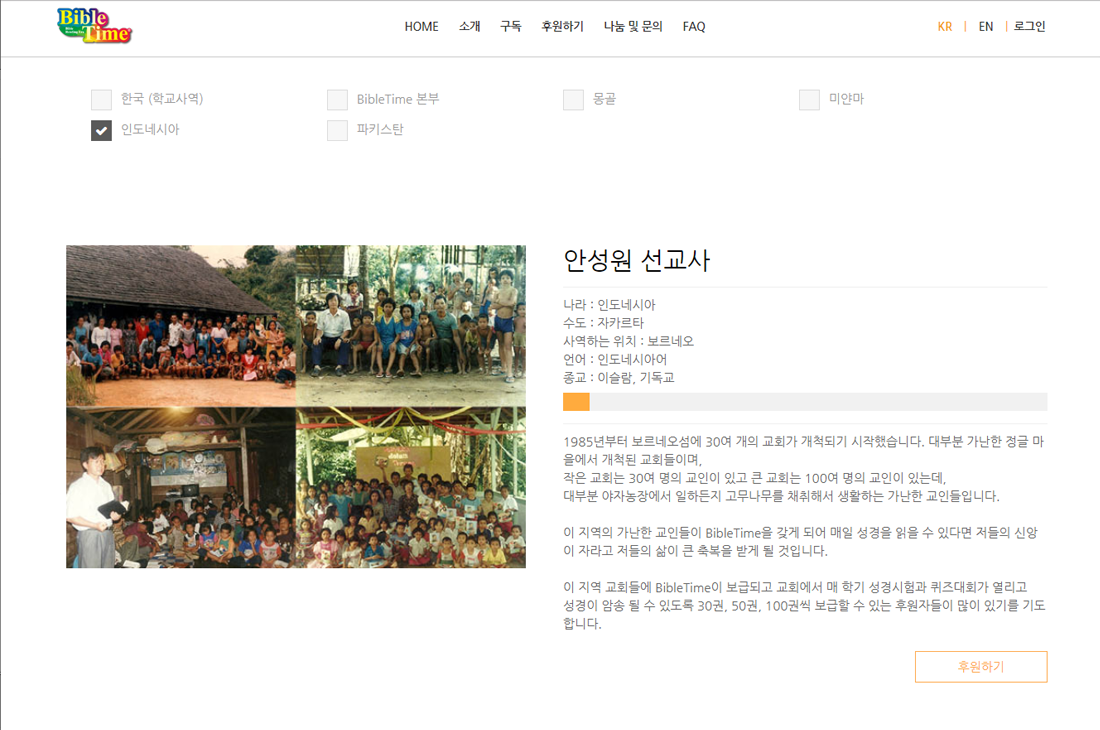 Bible Time
HOME 소개 구독 후원하기 나눔 및 문의 FAQ
KR | EN | 로그인
한국 (학교사역) BibleTime 본부 몽골 미얀마
인도네시아 파키스탄
안성원 선교사
나라 : 인도네시아
수도 : 자카르타
사역하는 위치 : 보르네오
언어 : 인도네시아어
종교 : 이슬람, 기독교
1985년부터 보르네오섬에 30여 개의 교회가 개척되기 시작했습니다. 대부분 가난한 정글 마
을에서 개척된 교회들이며,
작은 교회는 30여 명의 교인이 있고 큰 교회는 100여 명의 교인이 있는데,
대부분 야자농장에서 일하든지 고무나무를 채취해서 생활하는 가난한 교인들입니다.
이 지역의 가난한 교인들이 BibleTime을 갖게 되어 매일 성경을 읽을 수 있다면 저들의 신앙
이 자라고 저들의 삶이 큰 축복을 받게 될 것입니다.
이 지역 교회들에 BibleTime이 보급되고 교회에서 매 학기 성경시험과 퀴즈대회가 열리고
성경이 암송 될 수 있도록 30권, 50권, 100권씩 보급할 수 있는 후원자들이 많이 있기를 기도
합니다.
후원하기